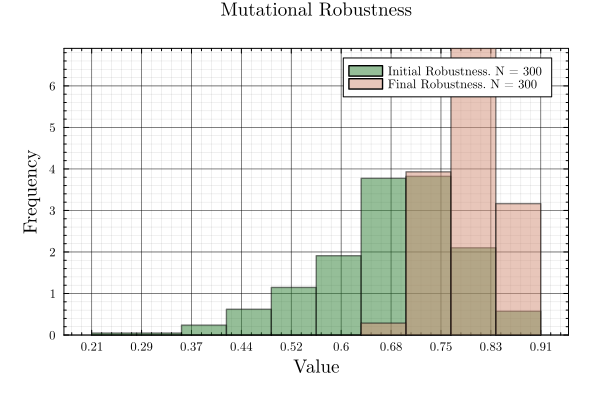 Mutational Robustness
Initial Robustness. N = 300
Final Robustness. N = 300
Frequency
6
5
4
3
2
1
0
0.21 0.29 0.37 0.44 0.52 0.6 0.68 0.75 0.83 0.91
Value